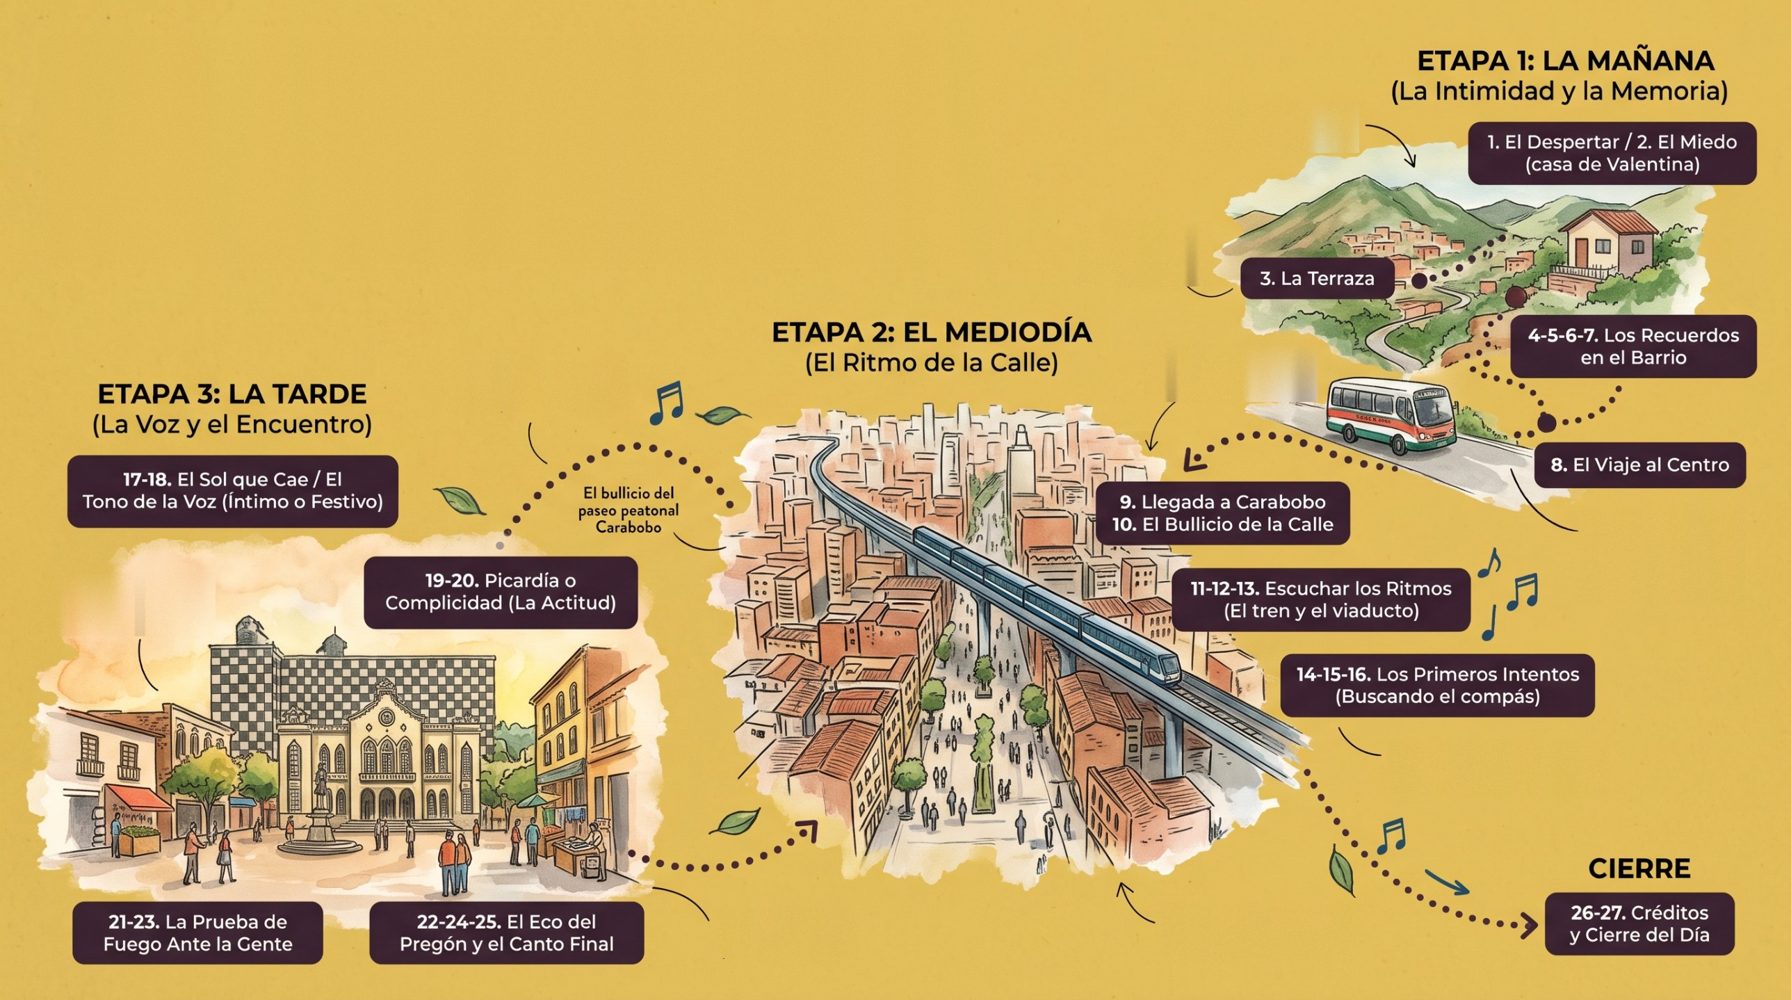 ETAPA 1: LA MAÑANA
(La Intimidad y la Memoria)
1. El Despertar / 2. El Miedo
(casa de Valentina)
3. La Terraza
4-5-6-7. Los Recuerdos
en el Barrio
8. El Viaje al Centro
ETAPA 2: EL MEDIODÍA
(El Ritmo de la Calle)
9. Llegada a Carabobo
10. El Bullicio de la Calle
11-12-13. Escuchar los Ritmos
(El tren y el viaducto)
14-15-16. Los Primeros Intentos
(Buscando el compás)
El bullicio del
paseo peatonal
Carabobo
ETAPA 3: LA TARDE
(La Voz y el Encuentro)
17-18. El Sol que Cae / El
Tono de la Voz (Íntimo o Festivo)
19-20. Picardía o
Complicidad (La Actitud)
21-23. La Prueba de
Fuego Ante la Gente
22-24-25. El Eco del
Pregón y el Canto Final
CIERRE
26-27. Créditos
y Cierre del Día